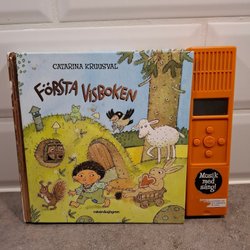 CATARINA KRUUSVAL
FÖRSTA VISBOKEN
rabén&sjögren
Musik
med
sång!